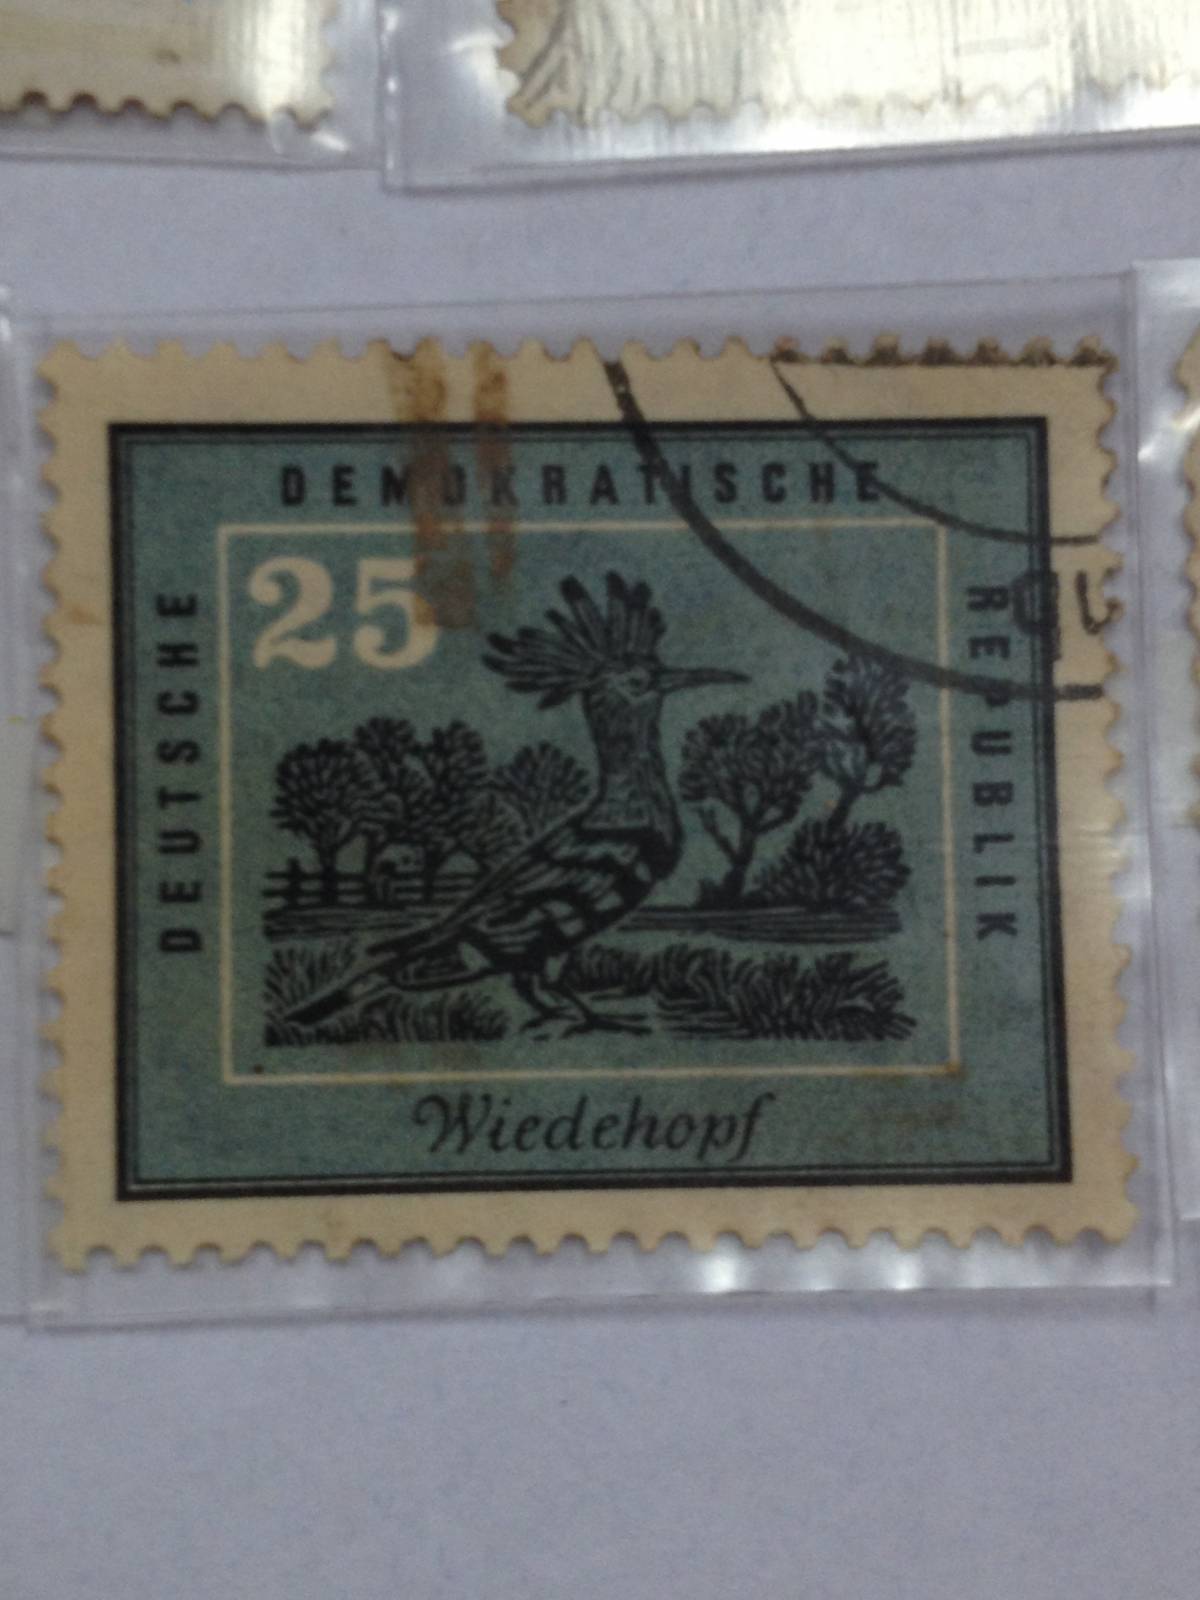 DEUTSCHE
DEMOKRATISCHE
REPUBLIK
25
Wiedehopf